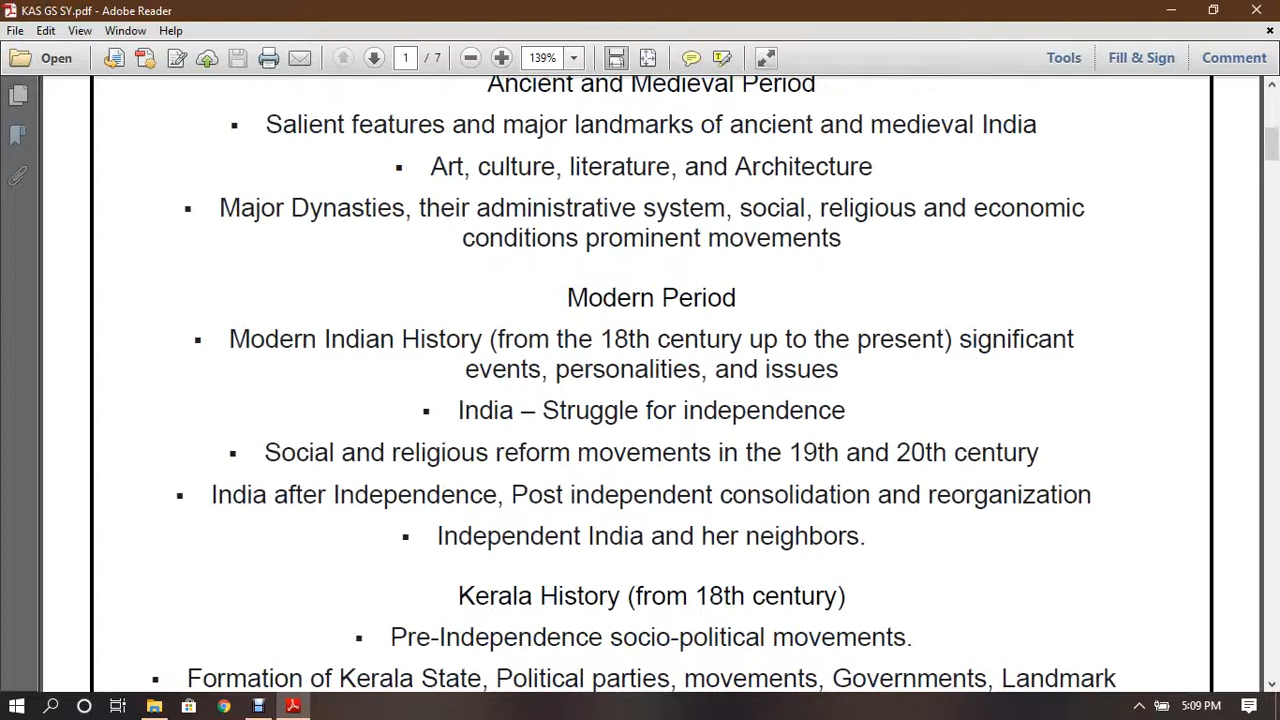 KAS GS SY.pdf - Adobe Reader
File Edit View Window Help
Open 1 / 7 139% Tools Fill & Sign Comment
Ancient and Medieval Period
▪ Salient features and major landmarks of ancient and medieval India
▪ Art, culture, literature, and Architecture
▪ Major Dynasties, their administrative system, social, religious and economic
conditions prominent movements
Modern Period
▪ Modern Indian History (from the 18th century up to the present) significant
events, personalities, and issues
▪ India – Struggle for independence
▪ Social and religious reform movements in the 19th and 20th century
▪ India after Independence, Post independent consolidation and reorganization
▪ Independent India and her neighbors.
Kerala History (from 18th century)
▪ Pre-Independence socio-political movements.
▪ Formation of Kerala State, Political parties, movements, Governments, Landmark
5:09 PM